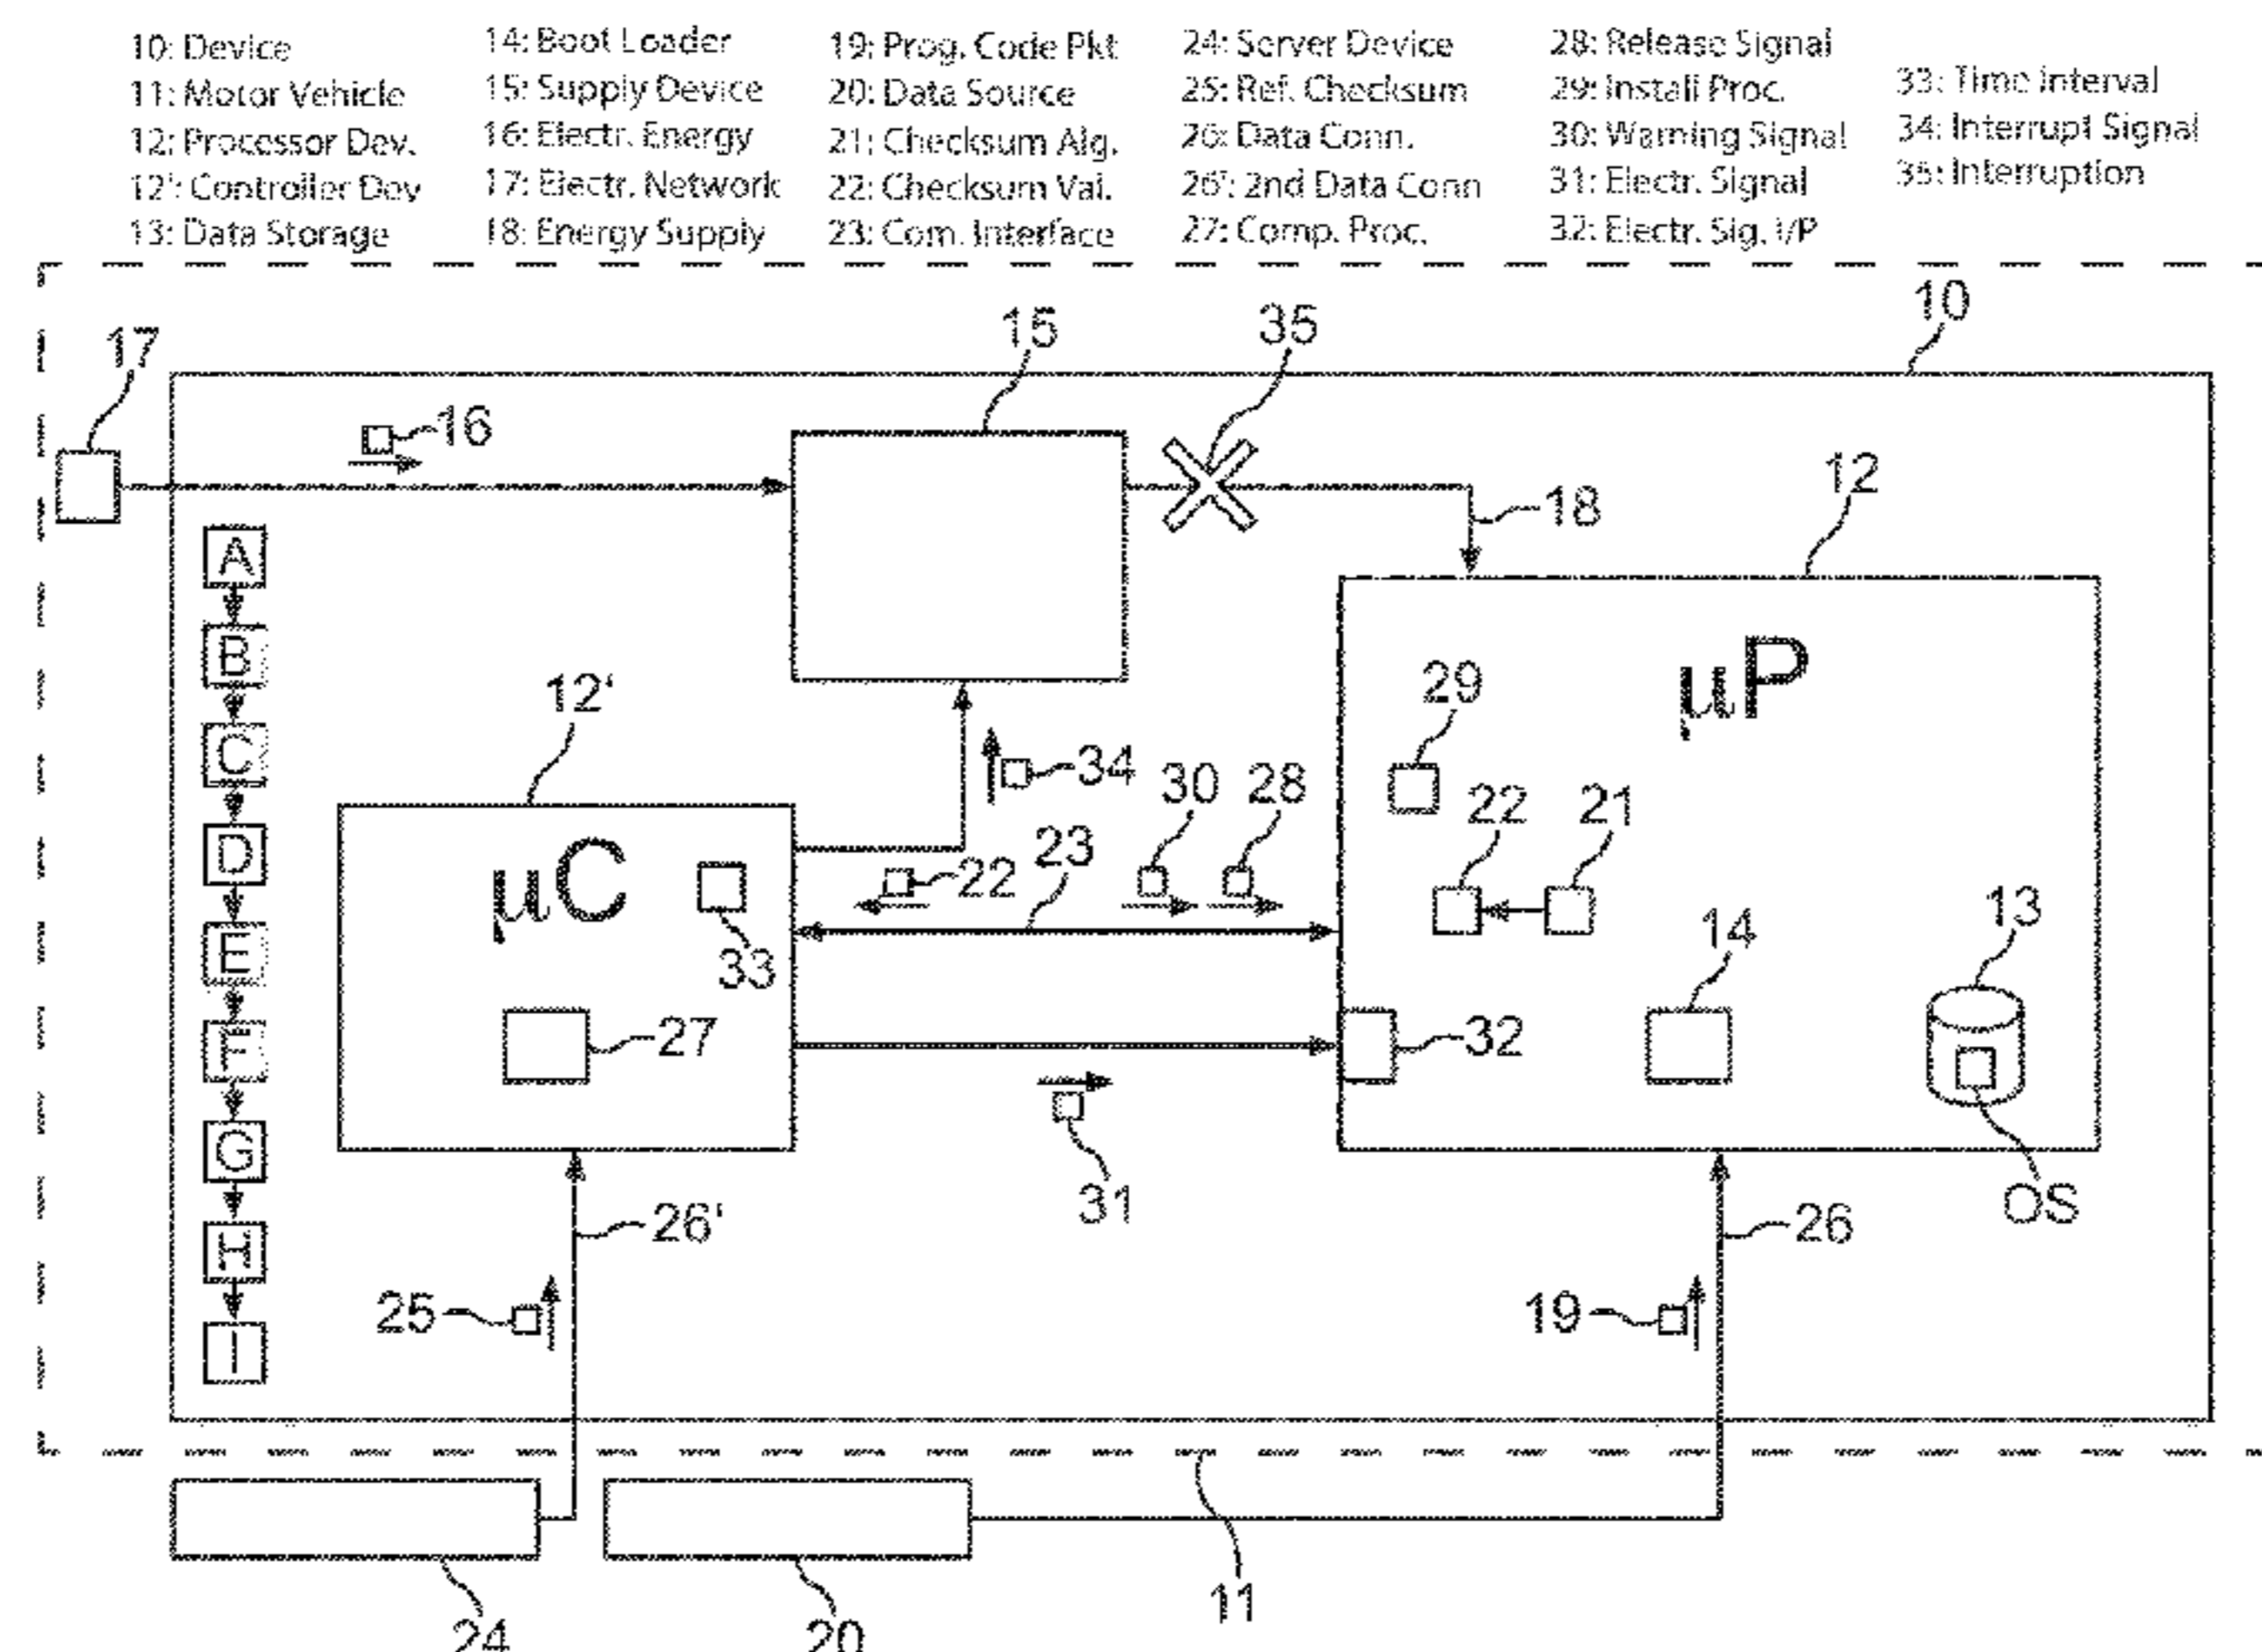 10: Device
11: Motor Vehicle
12: Processor Dev.
12': Controller Dev
13: Data Storage
14: Boot Loader
15: Supply Device
16: Electr. Energy
17: Electr. Network
18: Energy Supply
19: Prog. Code Pkt
20: Data Source
21: Checksum Alg.
22: Checksum Val.
23: Com. Interface
24: Server Device
25: Ref. Checksum
26: Data Conn.
26': 2nd Data Conn
27: Comp. Proc.
28: Release Signal
29: Install Proc.
30: Warning Signal
31: Electr. Signal
32: Electr. Sig. I/P
33: Time Interval
34: Interrupt Signal
35: Interruption
10
17
15
35
16
12
18
A
B
C
D
E
F
G
H
I
12'
µC
33
27
34
30
28
22
23
31
µP
29
22
21
14
13
32
OS
26'
25
26
19
24
20
11